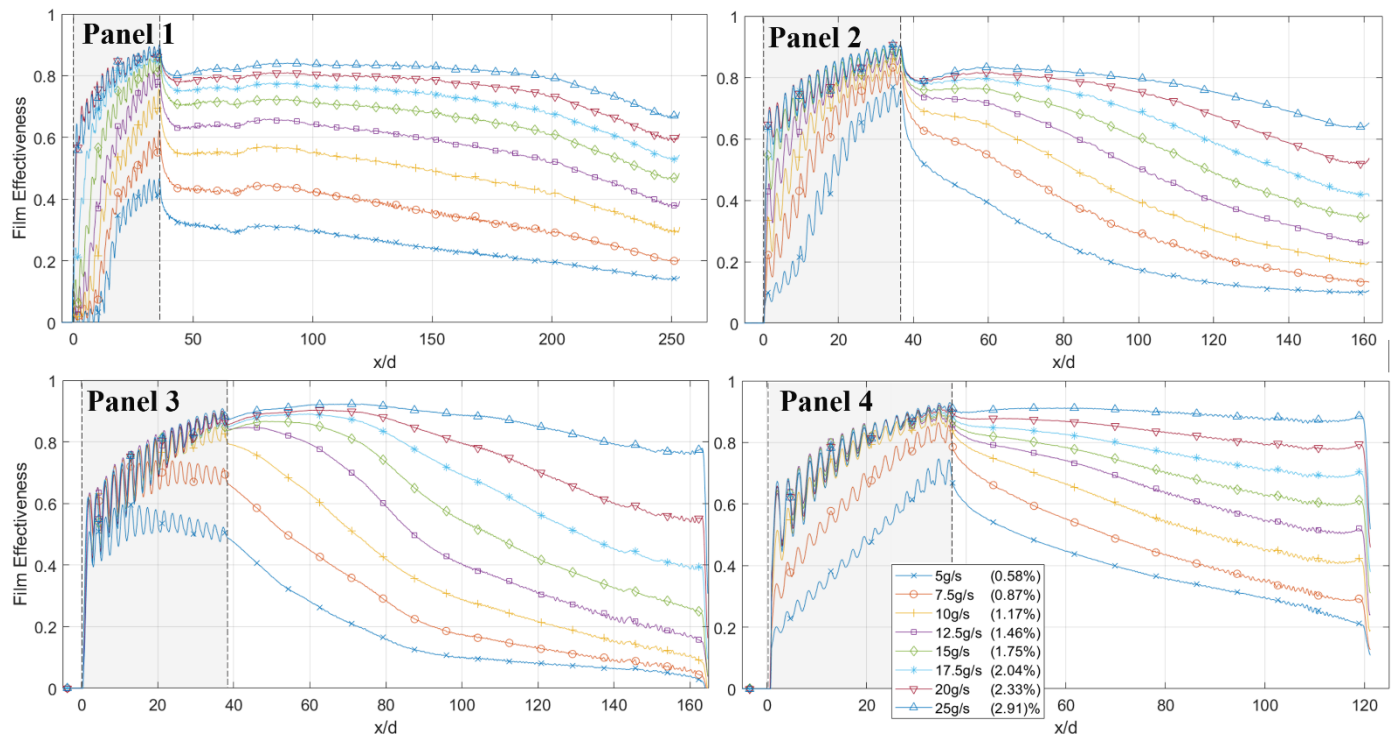 Panel 1
Film Effectiveness
1
0.8
0.6
0.4
0.2
0
0 50 100 150 200 250
x/d
Panel 2
1
0.8
0.6
0.4
0.2
0
0 20 40 60 80 100 120 140 160
x/d
Panel 3
Film Effectiveness
1
0.8
0.6
0.4
0.2
0
0 20 40 60 80 100 120 140 160
x/d
Panel 4
1
0.8
0.6
0.4
0.2
0
0 20 40 60 80 100 120
x/d
5g/s (0.58%)
7.5g/s (0.87%)
10g/s (1.17%)
12.5g/s (1.46%)
15g/s (1.75%)
17.5g/s (2.04%)
20g/s (2.33%)
25g/s (2.91)%